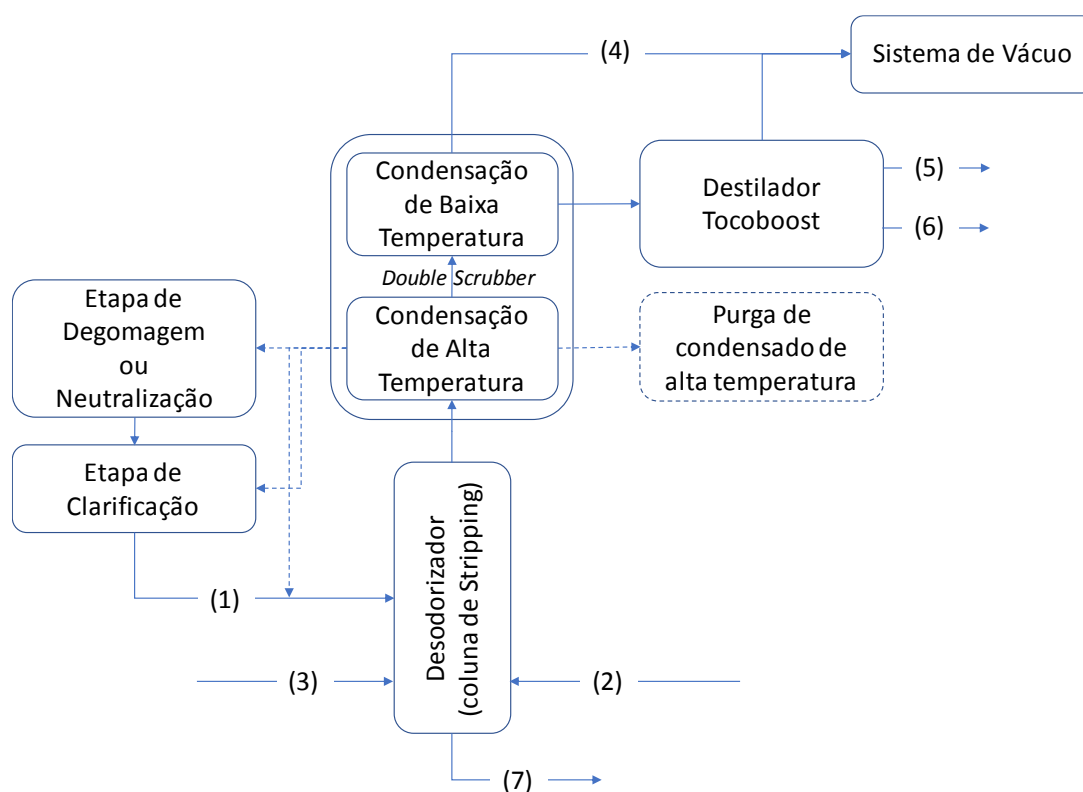 (4)
Sistema de Vácuo
Condensação
de Baixa
Temperatura
Destilador
Tocoboost
(5)
(6)
Double Scrubber
Etapa de
Degomagem
ou
Neutralização
Condensação
de Alta
Temperatura
Purga de
condensado de
alta temperatura
Etapa de
Clarificação
Desodorizador
(coluna de Stripping)
(1)
(3)
(2)
(7)